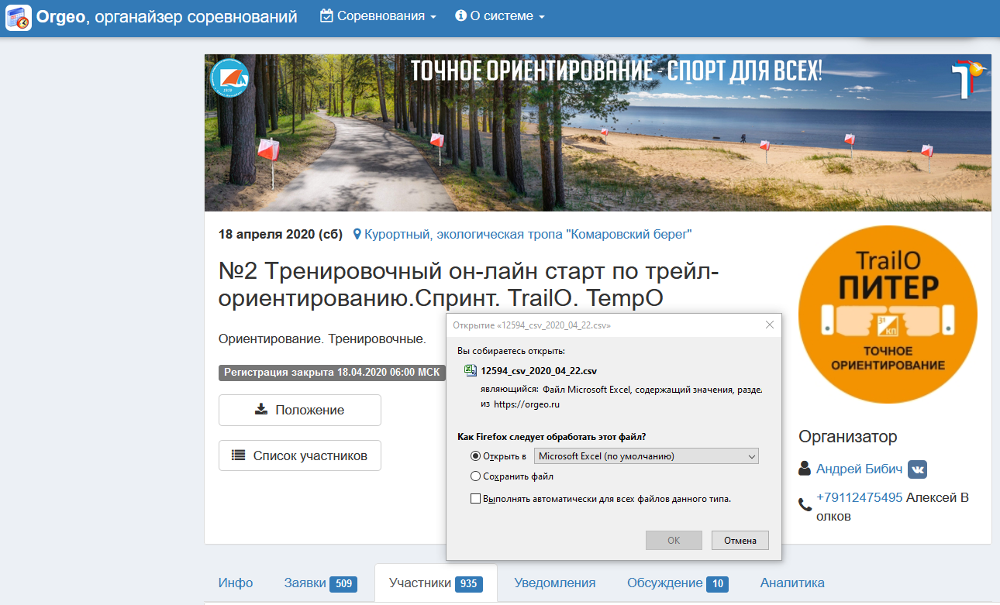 Orgeo, органайзер соревнований
Соревнования
О системе
ТОЧНОЕ ОРИЕНТИРОВАНИЕ - СПОРТ ДЛЯ ВСЕХ!
1939
18 апреля 2020 (сб) Курортный, экологическая тропа "Комаровский берег"
№2 Тренировочный он-лайн старт по трейл-
ориентированию.Спринт. TrailO. TempO
Ориентирование. Тренировочные.
Регистрация закрыта 18.04.2020 06:00 МСК
Положение
Список участников
TrailO
ПИТЕР
31
КП
ТОЧНОЕ
ОРИЕНТИРОВАНИЕ
Организатор
Андрей Бибич
+79112475495 Алексей В
олков
Открытие «12594_csv_2020_04_22.csv»
Вы собираетесь открыть:
12594_csv_2020_04_22.csv
являющийся: Файл Microsoft Excel, содержащий значения, разде.
из https://orgeo.ru
Как Firefox следует обработать этот файл?
Открыть в Microsoft Excel (по умолчанию)
Сохранить файл
Выполнять автоматически для всех файлов данного типа.
ОК
Отмена
Инфо
Заявки 509
Участники 935
Уведомления
Обсуждение 10
Аналитика